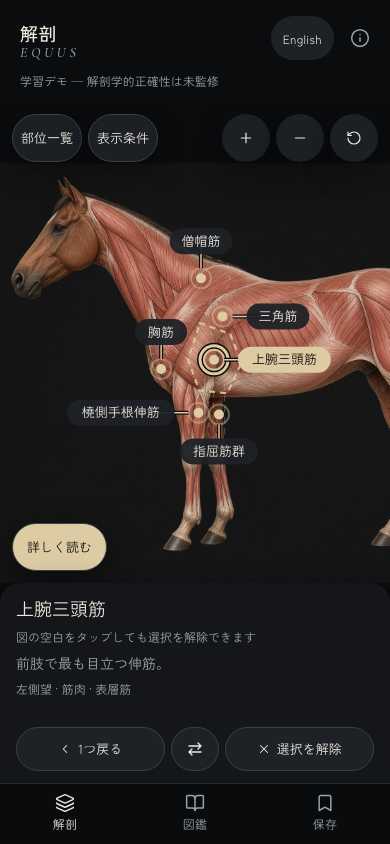 解剖
EQUUS
English
学習デモ — 解剖学的正確性は未監修
部位一覧
表示条件
僧帽筋
三角筋
胸筋
上腕三頭筋
橈側手根伸筋
指屈筋群
詳しく読む
上腕三頭筋
図の空白をタップしても選択を解除できます
前肢で最も目立つ伸筋。
左側望 · 筋肉 · 表層筋
1つ戻る
選択を解除
解剖
図鑑
保存